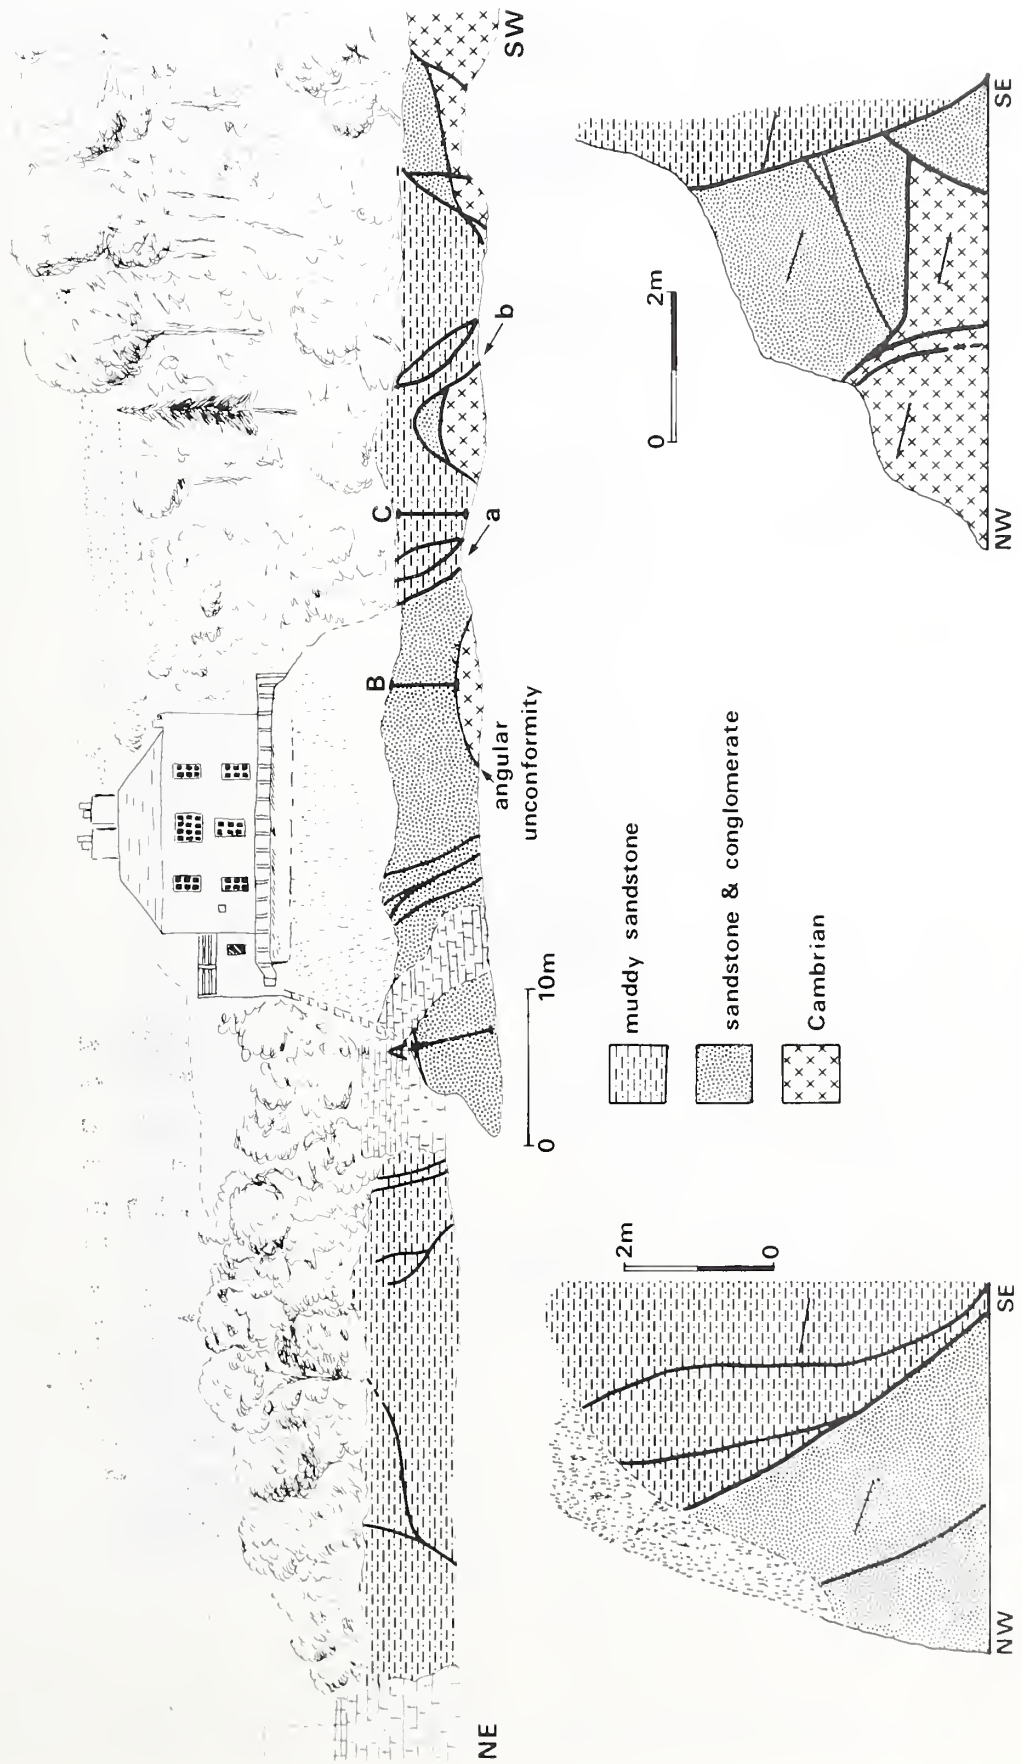 NE
SW
A
B
C
a
b
angular
unconformity
0
10m
muddy sandstone
sandstone & conglomerate
Cambrian
2m
0
NW
SE
0
2m
NW
SE